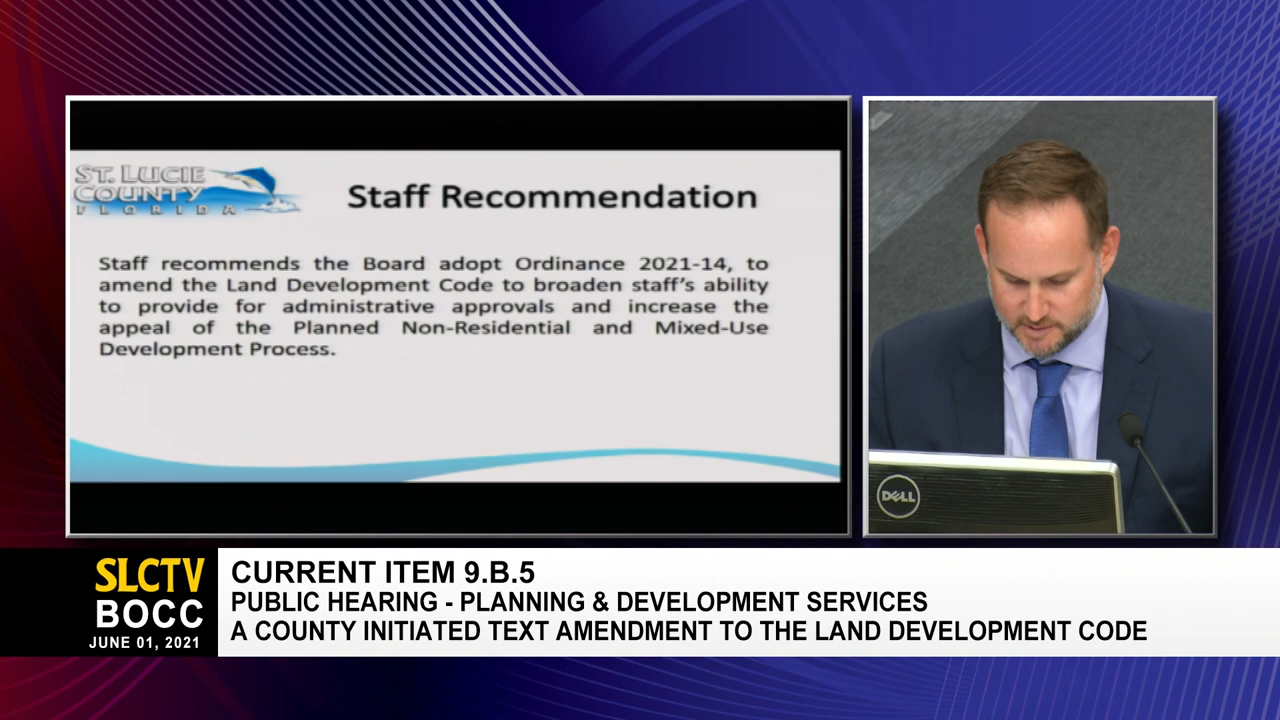 ST. LUCIE
COUNTY
FLORIDA
Staff Recommendation
Staff recommends the Board adopt Ordinance 2021-14, to
amend the Land Development Code to broaden staff's ability
to provide for administrative approvals and increase the
appeal of the Planned Non-Residential and Mixed-Use
Development Process.
DELL
SLCTV
BOCC
JUNE 01, 2021
CURRENT ITEM 9.B.5
PUBLIC HEARING - PLANNING & DEVELOPMENT SERVICES
A COUNTY INITIATED TEXT AMENDMENT TO THE LAND DEVELOPMENT CODE